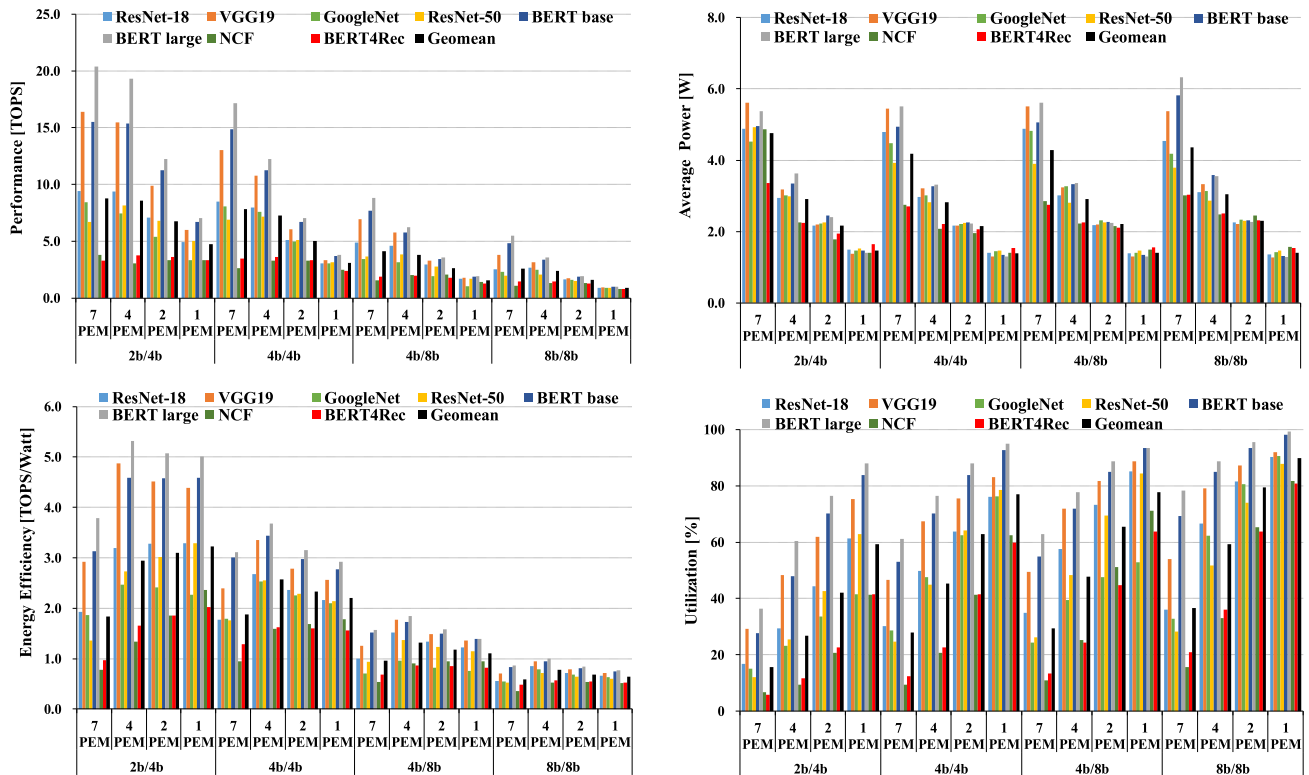 ResNet-18 VGG19 GoogleNet ResNet-50 BERT base
BERT large NCF BERT4Rec Geomean
Performance [TOPS]
25.0
20.0
15.0
10.0
5.0
0.0
7 4 2 1 7 4 2 1 7 4 2 1 7 4 2 1
PEM PEM PEM PEM PEM PEM PEM PEM PEM PEM PEM PEM PEM PEM PEM PEM
2b/4b 4b/4b 4b/8b 8b/8b
ResNet-18 VGG19 GoogleNet ResNet-50 BERT base
BERT large NCF BERT4Rec Geomean
Average Power [W]
8.0
6.0
4.0
2.0
0.0
7 4 2 1 7 4 2 1 7 4 2 1 7 4 2 1
PEM PEM PEM PEM PEM PEM PEM PEM PEM PEM PEM PEM PEM PEM PEM PEM
2b/4b 4b/4b 4b/8b 8b/8b
ResNet-18 VGG19 GoogleNet ResNet-50 BERT base
BERT large NCF BERT4Rec Geomean
Energy Efficiency [TOPS/Watt]
6.0
5.0
4.0
3.0
2.0
1.0
0.0
7 4 2 1 7 4 2 1 7 4 2 1 7 4 2 1
PEM PEM PEM PEM PEM PEM PEM PEM PEM PEM PEM PEM PEM PEM PEM PEM
2b/4b 4b/4b 4b/8b 8b/8b
ResNet-18 VGG19 GoogleNet ResNet-50 BERT base
BERT large NCF BERT4Rec Geomean
Utilization [%]
100
80
60
40
20
0
7 4 2 1 7 4 2 1 7 4 2 1 7 4 2 1
PEM PEM PEM PEM PEM PEM PEM PEM PEM PEM PEM PEM PEM PEM PEM PEM
2b/4b 4b/4b 4b/8b 8b/8b